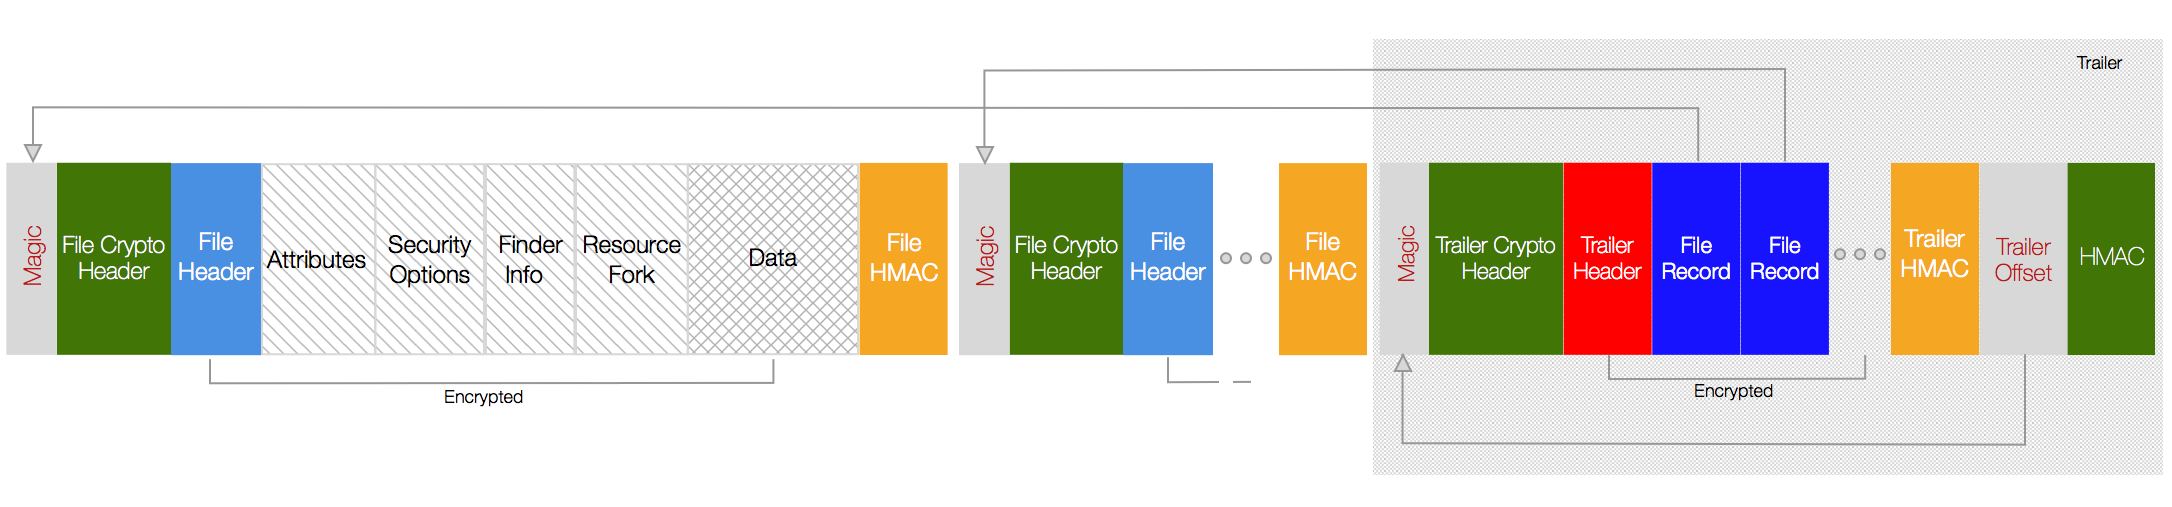 Trailer
Magic
File Crypto
Header
File
Header
Attributes
Security
Options
Finder
Info
Resource
Fork
Data
File
HMAC
Magic
File Crypto
Header
File
Header
File
HMAC
Magic
Trailer Crypto
Header
Trailer
Header
File
Record
File
Record
Trailer
HMAC
Trailer
Offset
HMAC
Encrypted
Encrypted